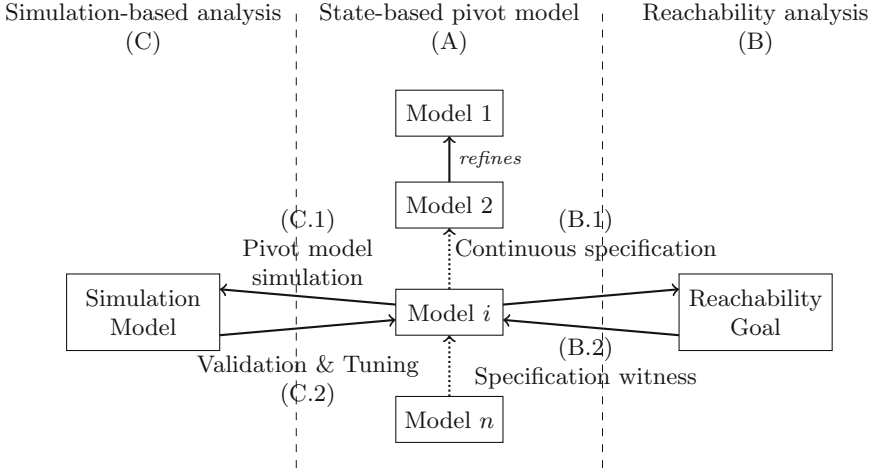 Simulation-based analysis
(C)
State-based pivot model
(A)
Reachability analysis
(B)
Model 1
refines
Model 2
(C.1)
Pivot model
simulation
(B.1)
Continuous specification
Simulation
Model
Model i
Reachability
Goal
Validation & Tuning
(C.2)
(B.2)
Specification witness
Model n